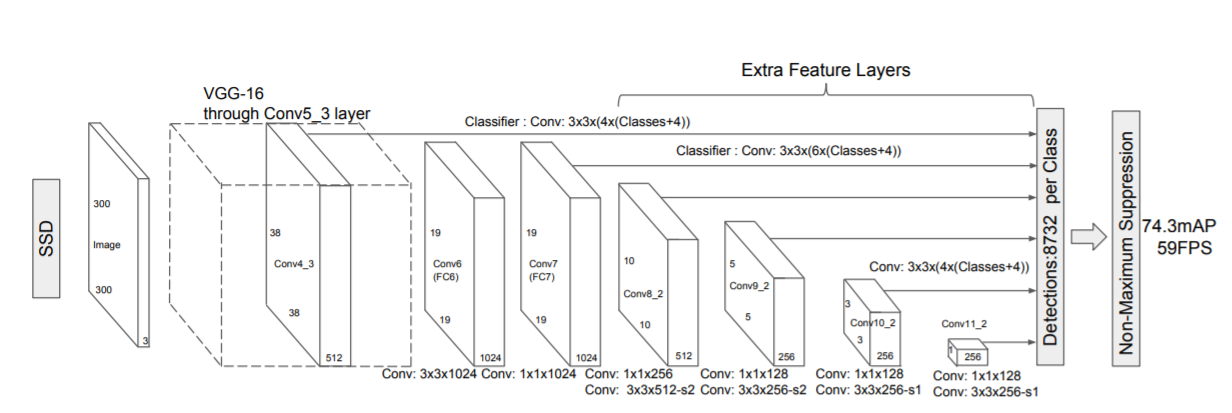 Extra Feature Layers
VGG-16
through Conv5_3 layer
Classifier : Conv: 3x3x(4x(Classes+4))
Classifier : Conv: 3x3x(6x(Classes+4))
SSD
300
Image
300
3
38
Conv4_3
38
512
19
Conv6
(FC6)
19
1024
19
Conv7
(FC7)
19
1024
10
Conv8_2
10
512
5
Conv9_2
5
256
Conv: 3x3x(4x(Classes+4))
3
Conv10_2
3
256
Conv11_2
1
256
Detections:8732 per Class
Non-Maximum Suppression
74.3mAP
59FPS
Conv: 3x3x1024
Conv: 1x1x1024
Conv: 1x1x256
Conv: 3x3x512-s2
Conv: 1x1x128
Conv: 3x3x256-s2
Conv: 1x1x128
Conv: 3x3x256-s1
Conv: 1x1x128
Conv: 3x3x256-s1